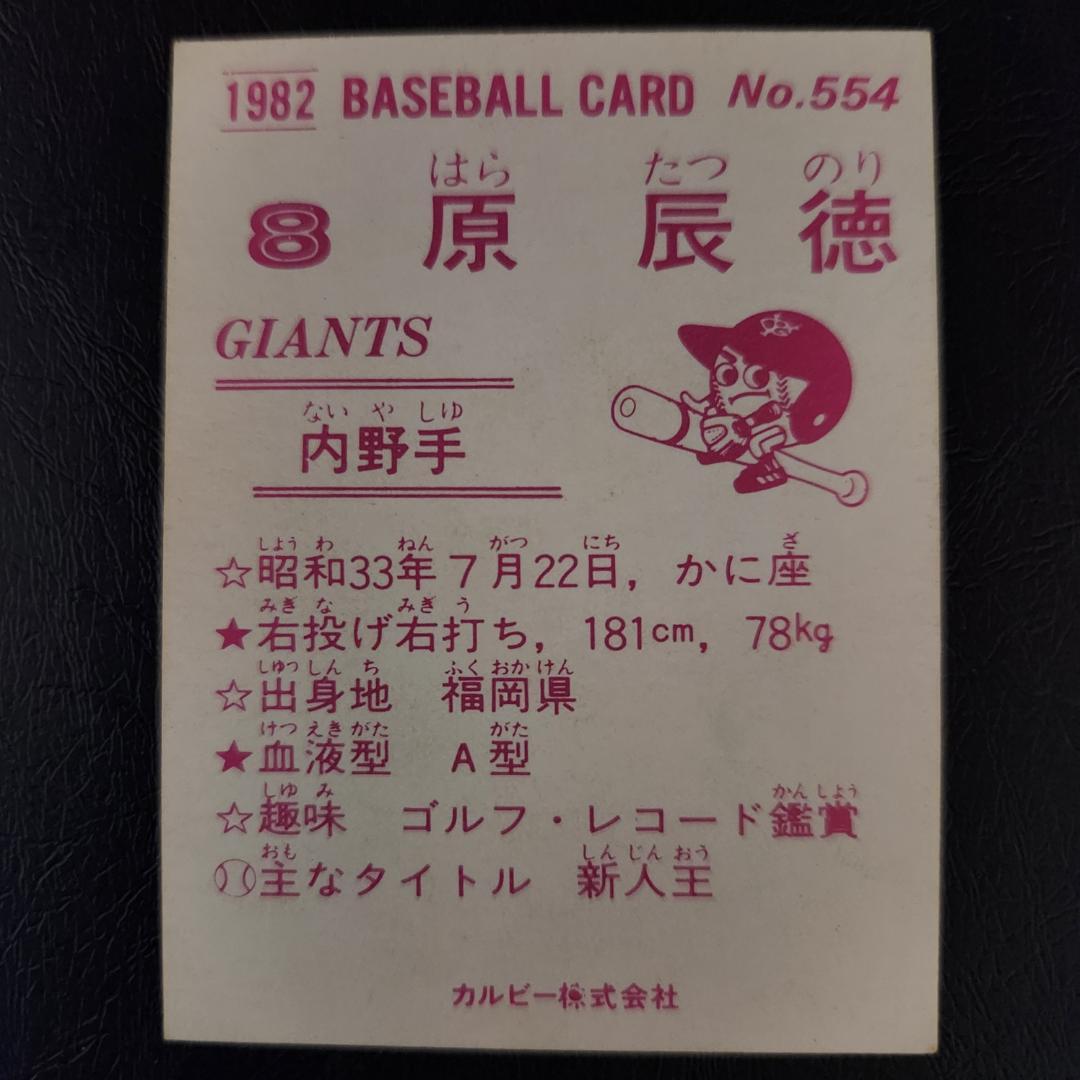 1982 BASEBALL CARD No.554
はら たつ のり
8 原 辰 徳
GIANTS
ない や しゆ
内野手
しよう わ ねん がつ にち ざ
☆昭和33年7月22日, かに座
みぎ な みぎ う
★右投げ右打ち, 181cm, 78kg
しゆつ しん ち ふく おか けん
☆出身地 福岡県
けつ えき がた がた
★血液型 A型
しゆ み かん しよう
☆趣味 ゴルフ・レコード鑑賞
おも しん じん おう
主なタイトル 新人王
カルビー株式会社